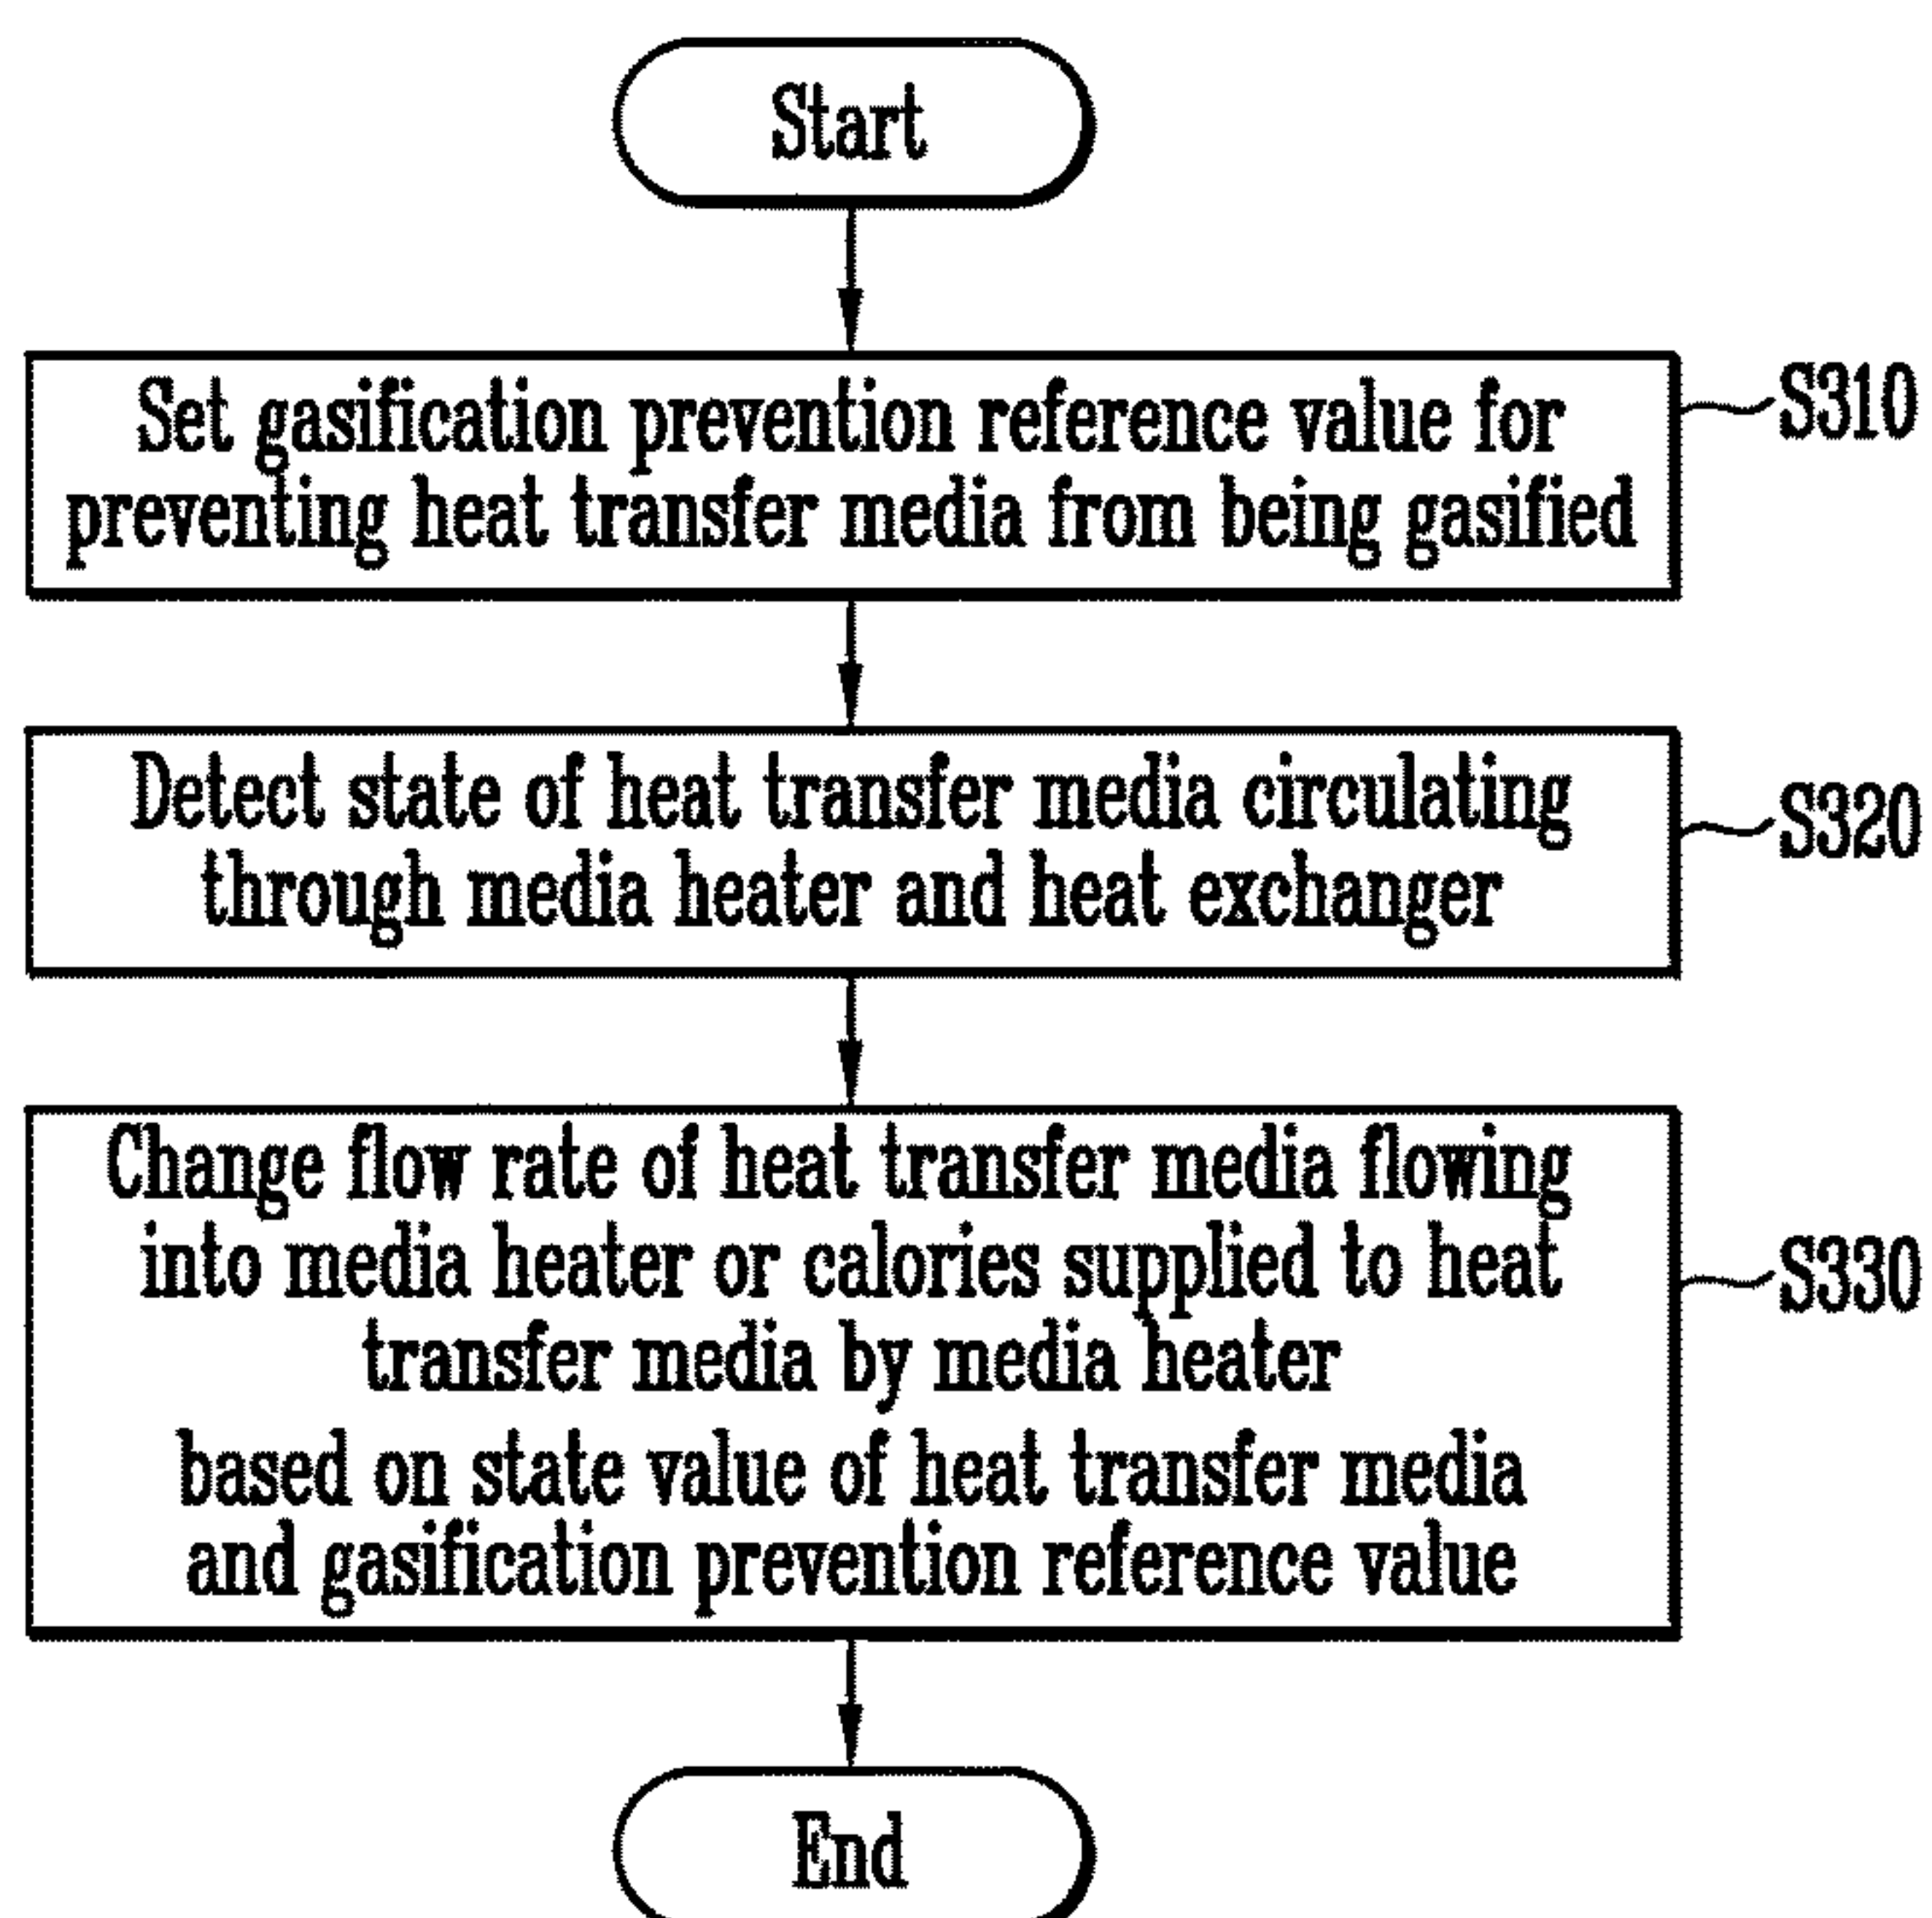 Start
Set gasification prevention reference value for
preventing heat transfer media from being gasified
S310
Detect state of heat transfer media circulating
through media heater and heat exchanger
S320
Change flow rate of heat transfer media flowing
into media heater or calories supplied to heat
transfer media by media heater
based on state value of heat transfer media
and gasification prevention reference value
S330
End